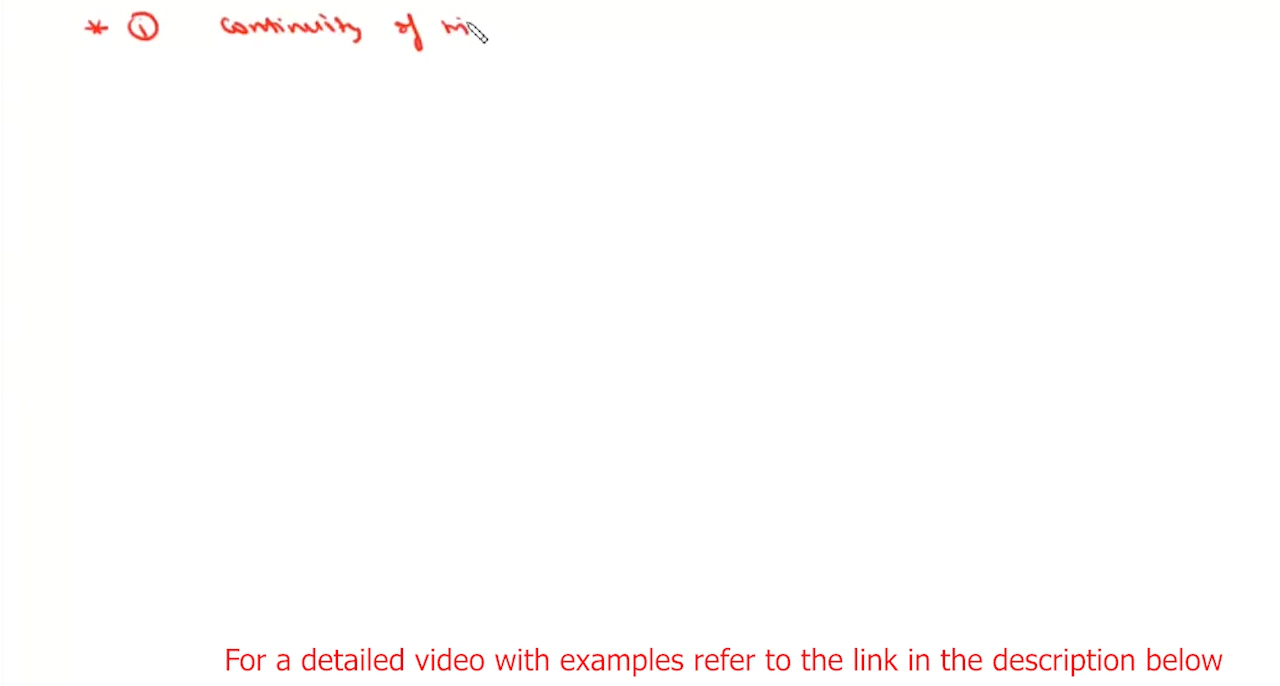 * ① Continuity of
For a detailed video with examples refer to the link in the description below